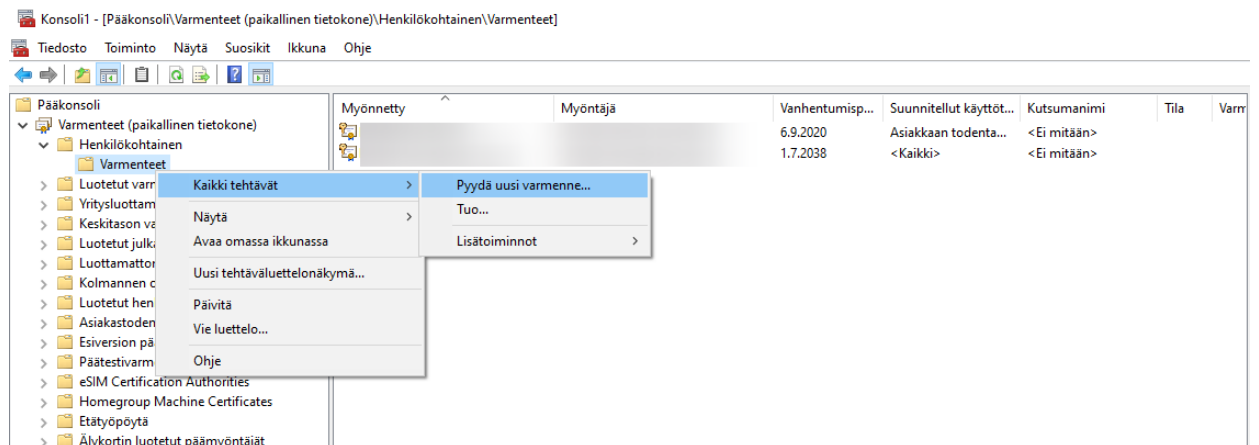 Konsoli1 - [Pääkonsoli\Varmenteet (paikallinen tietokone)\Henkilökohtainen\Varmenteet]
Tiedosto Toiminto Näytä Suosikit Ikkuna Ohje
Pääkonsoli
Varmenteet (paikallinen tietokone)
Henkilökohtainen
Varmenteet
Luotetut varm
Yritysluottam
Keskitason va
Luotetut julka
Luottamattor
Kolmannen o
Luotetut hen
Asiakastoden
Esiversion pä
Päätestivarm
eSIM Certification Authorities
Homegroup Machine Certificates
Etätyöpöytä
Älykortin luotetut päämyöntäjät
Kaikki tehtävät
Näytä
Avaa omassa ikkunassa
Uusi tehtäväluettelonäkymä...
Päivitä
Vie luettelo...
Ohje
Pyydä uusi varmenne...
Tuo...
Lisätoiminnot
Myönnetty Myöntäjä Vanhentumisp... Suunnitellut käyttöt... Kutsumanimi Tila Varm
6.9.2020 Asiakkaan todenta... <Ei mitään>
1.7.2038 <Kaikki> <Ei mitään>